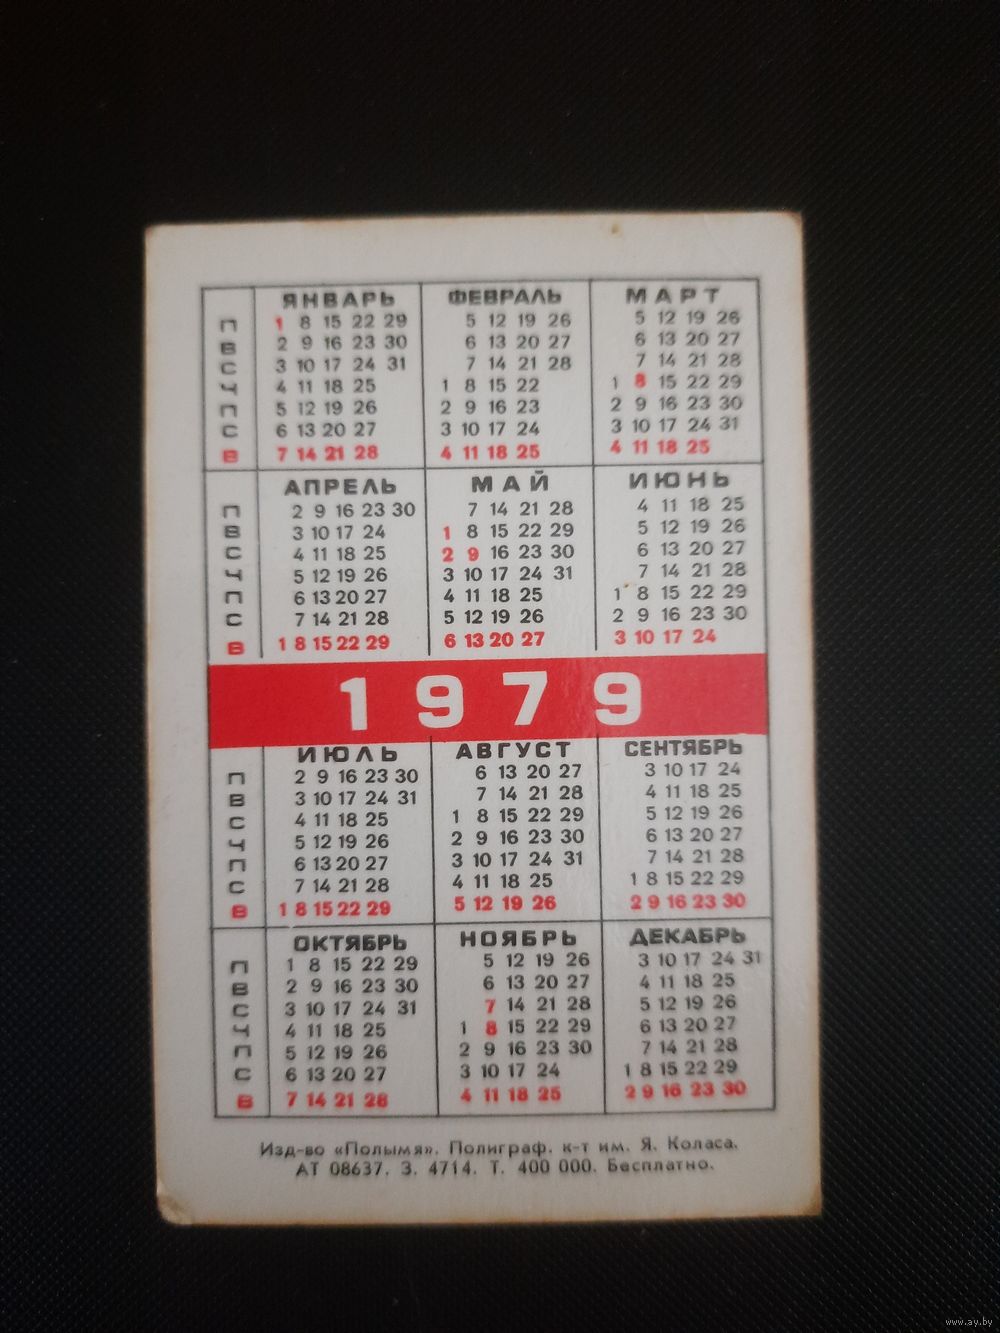 ЯНВАРЬ ФЕВРАЛЬ МАРТ
П 1 8 15 22 29 5 12 19 26 5 12 19 26
В 2 9 16 23 30 6 13 20 27 6 13 20 27
С 3 10 17 24 31 7 14 21 28 7 14 21 28
Ч 4 11 18 25 1 8 15 22 1 8 15 22 29
П 5 12 19 26 2 9 16 23 2 9 16 23 30
С 6 13 20 27 3 10 17 24 3 10 17 24 31
В 7 14 21 28 4 11 18 25 4 11 18 25
АПРЕЛЬ МАЙ ИЮНЬ
П 2 9 16 23 30 7 14 21 28 4 11 18 25
В 3 10 17 24 1 8 15 22 29 5 12 19 26
С 4 11 18 25 2 9 16 23 30 6 13 20 27
Ч 5 12 19 26 3 10 17 24 31 7 14 21 28
П 6 13 20 27 4 11 18 25 1 8 15 22 29
С 7 14 21 28 5 12 19 26 2 9 16 23 30
В 1 8 15 22 29 6 13 20 27 3 10 17 24
1979
ИЮЛЬ АВГУСТ СЕНТЯБРЬ
П 2 9 16 23 30 6 13 20 27 3 10 17 24
В 3 10 17 24 31 7 14 21 28 4 11 18 25
С 4 11 18 25 1 8 15 22 29 5 12 19 26
Ч 5 12 19 26 2 9 16 23 30 6 13 20 27
П 6 13 20 27 3 10 17 24 31 7 14 21 28
С 7 14 21 28 4 11 18 25 1 8 15 22 29
В 1 8 15 22 29 5 12 19 26 2 9 16 23 30
ОКТЯБРЬ НОЯБРЬ ДЕКАБРЬ
П 1 8 15 22 29 5 12 19 26 3 10 17 24 31
В 2 9 16 23 30 6 13 20 27 4 11 18 25
С 3 10 17 24 31 7 14 21 28 5 12 19 26
Ч 4 11 18 25 1 8 15 22 29 6 13 20 27
П 5 12 19 26 2 9 16 23 30 7 14 21 28
С 6 13 20 27 3 10 17 24 1 8 15 22 29
В 7 14 21 28 4 11 18 25 2 9 16 23 30
Изд-во «Полымя». Полиграф. к-т им. Я. Коласа.
АТ 08637. З. 4714. Т. 400 000. Бесплатно.
www.ay.by